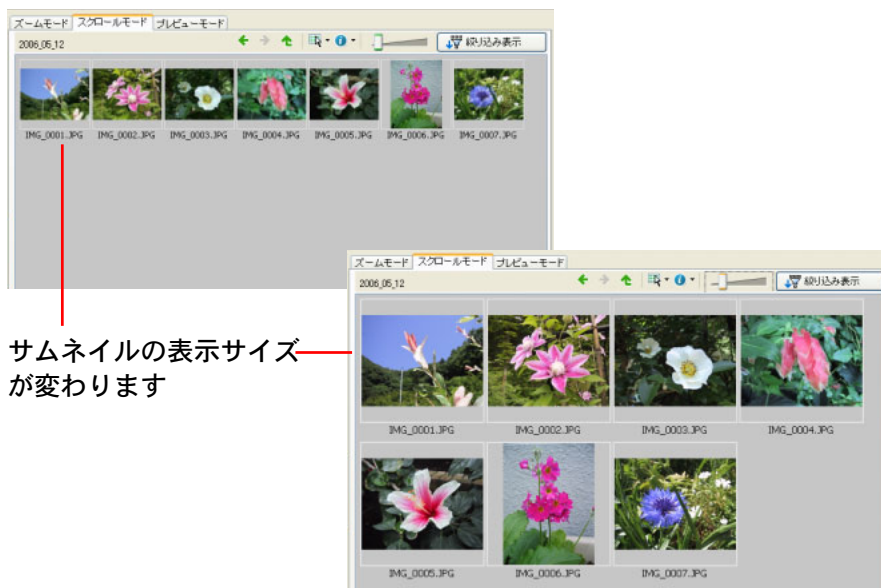 ズームモード スクロールモード プレビューモード
2006_05_12 絞り込み表示
IMG_0001.JPG IMG_0002.JPG IMG_0003.JPG IMG_0004.JPG IMG_0005.JPG IMG_0006.JPG IMG_0007.JPG
ズームモード スクロールモード プレビューモード
2006_05_12 絞り込み表示
サムネイルの表示サイズ
が変わります
IMG_0001.JPG IMG_0002.JPG IMG_0003.JPG IMG_0004.JPG
IMG_0005.JPG IMG_0006.JPG IMG_0007.JPG